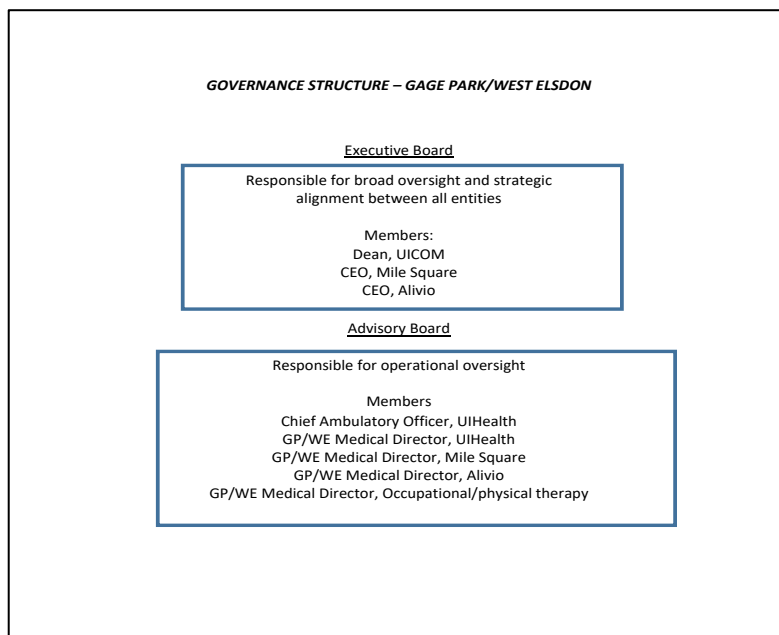 GOVERNANCE STRUCTURE – GAGE PARK/WEST ELSDON
Executive Board
Responsible for broad oversight and strategic
alignment between all entities
Members:
Dean, UICOM
CEO, Mile Square
CEO, Alivio
Advisory Board
Responsible for operational oversight
Members
Chief Ambulatory Officer, UIHealth
GP/WE Medical Director, UIHealth
GP/WE Medical Director, Mile Square
GP/WE Medical Director, Alivio
GP/WE Medical Director, Occupational/physical therapy